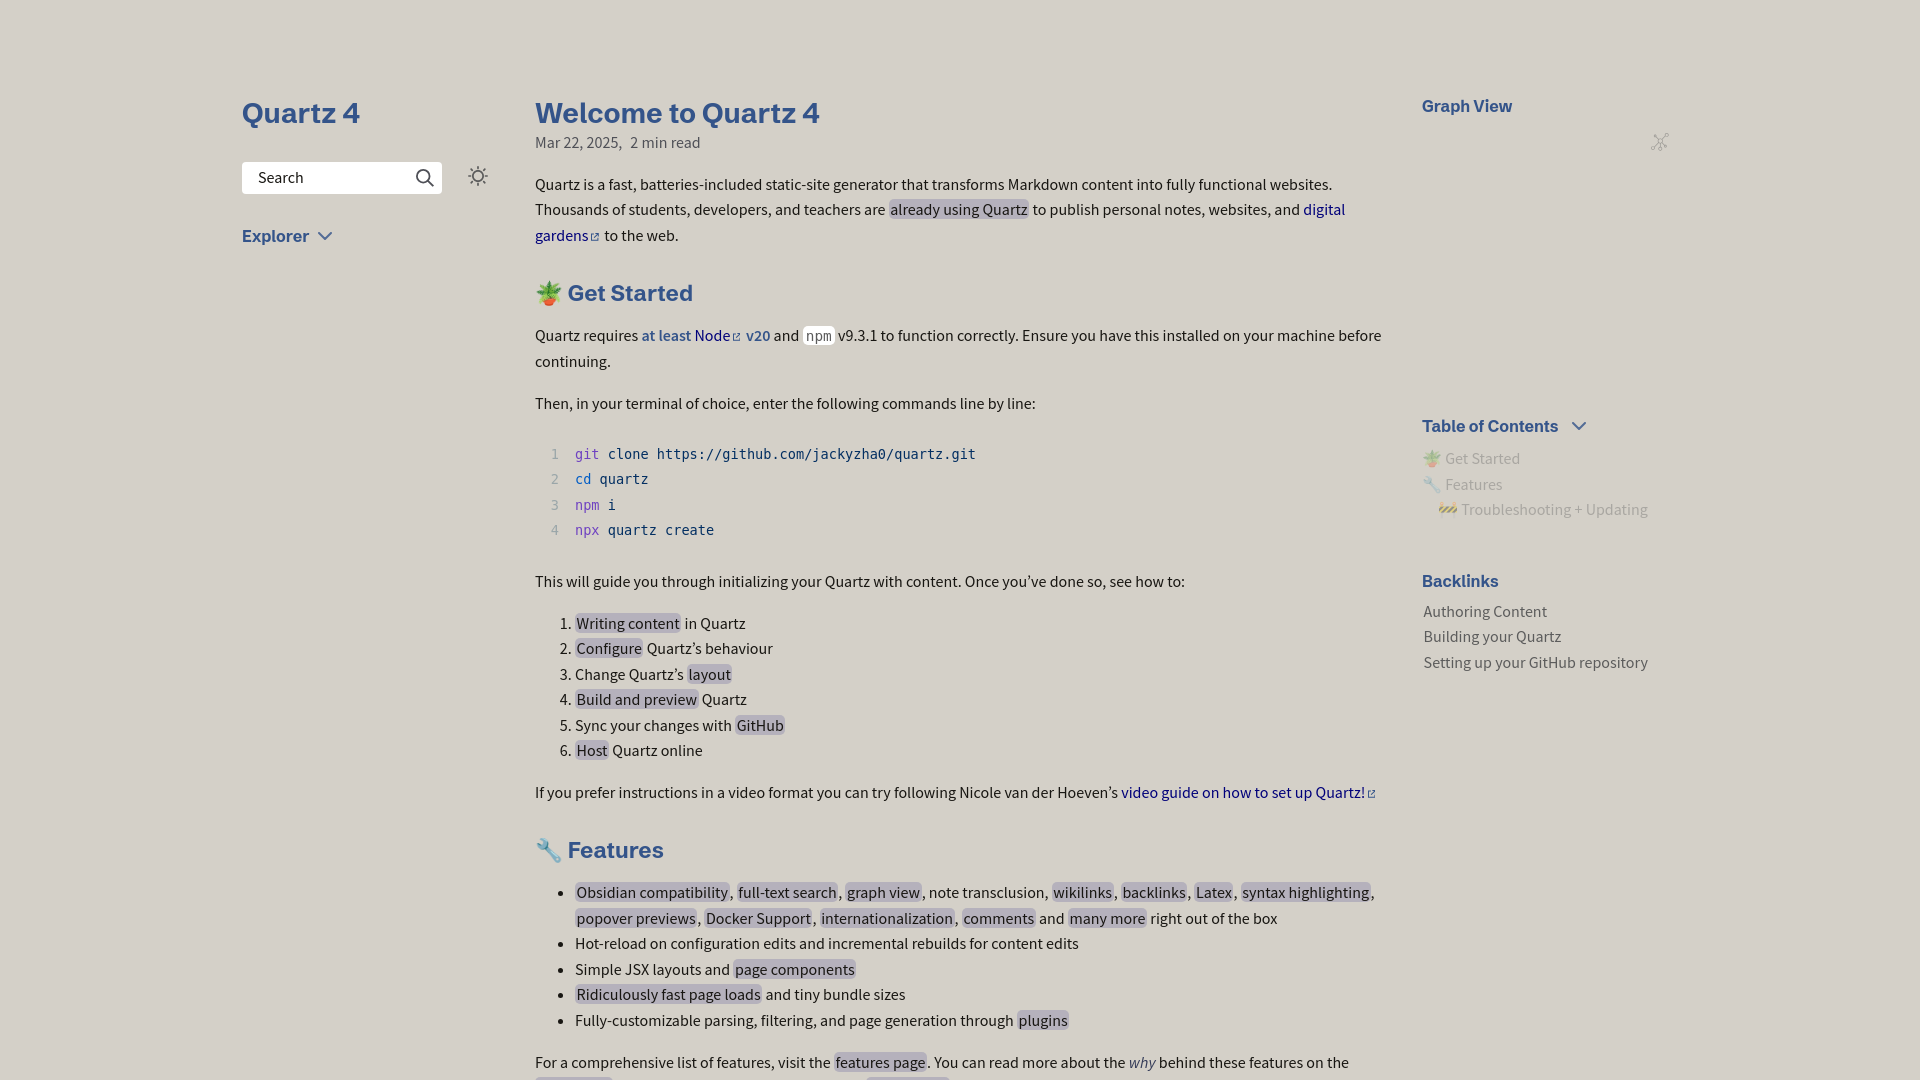 Quartz 4
Search
Explorer
Welcome to Quartz 4
Mar 22, 2025, 2 min read
Quartz is a fast, batteries-included static-site generator that transforms Markdown content into fully functional websites.
Thousands of students, developers, and teachers are already using Quartz to publish personal notes, websites, and digital
gardens to the web.
🪴 Get Started
Quartz requires at least Node v20 and npm v9.3.1 to function correctly. Ensure you have this installed on your machine before
continuing.
Then, in your terminal of choice, enter the following commands line by line:
1 git clone https://github.com/jackyzha0/quartz.git
2 cd quartz
3 npm i
4 npx quartz create
This will guide you through initializing your Quartz with content. Once you’ve done so, see how to:
1. Writing content in Quartz
2. Configure Quartz’s behaviour
3. Change Quartz’s layout
4. Build and preview Quartz
5. Sync your changes with GitHub
6. Host Quartz online
If you prefer instructions in a video format you can try following Nicole van der Hoeven’s video guide on how to set up Quartz!
🔧 Features
• Obsidian compatibility, full-text search, graph view, note transclusion, wikilinks, backlinks, Latex, syntax highlighting,
popover previews, Docker Support, internationalization, comments and many more right out of the box
• Hot-reload on configuration edits and incremental rebuilds for content edits
• Simple JSX layouts and page components
• Ridiculously fast page loads and tiny bundle sizes
• Fully-customizable parsing, filtering, and page generation through plugins
For a comprehensive list of features, visit the features page. You can read more about the why behind these features on the
Graph View
Table of Contents
🪴 Get Started
🔧 Features
🚧 Troubleshooting + Updating
Backlinks
Authoring Content
Building your Quartz
Setting up your GitHub repository